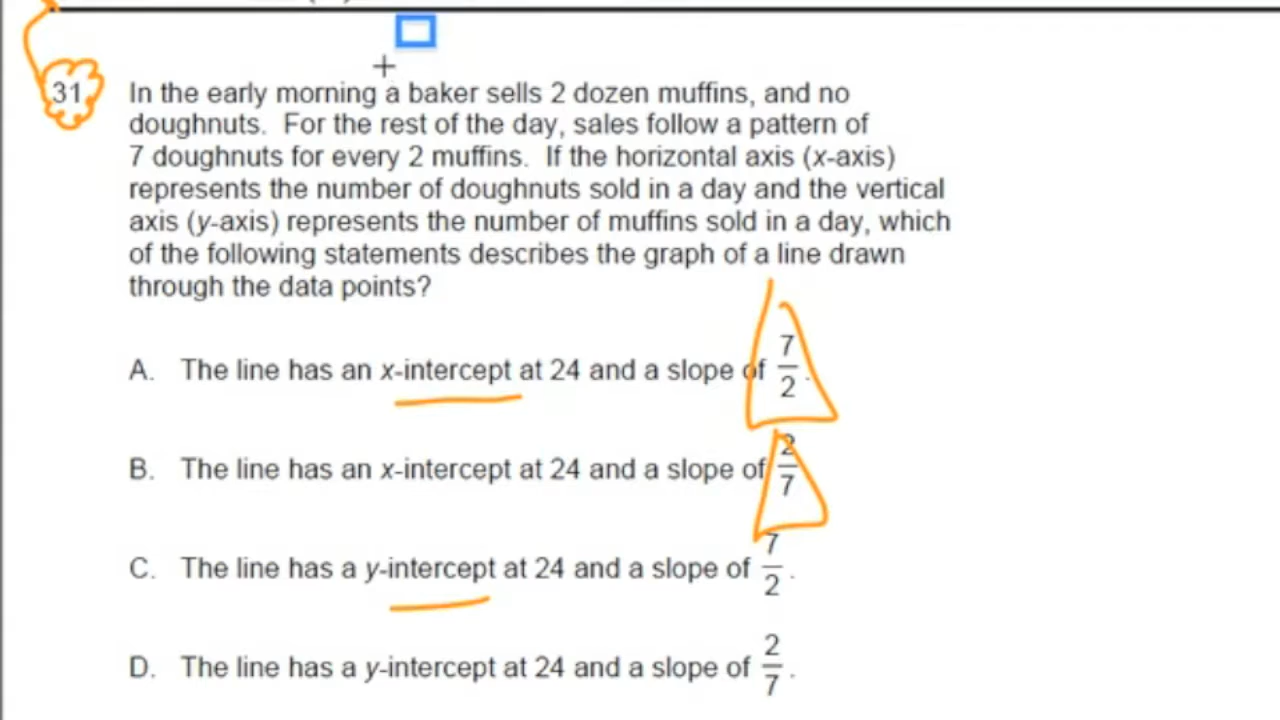 31
In the early morning a baker sells 2 dozen muffins, and no
doughnuts. For the rest of the day, sales follow a pattern of
7 doughnuts for every 2 muffins. If the horizontal axis (x-axis)
represents the number of doughnuts sold in a day and the vertical
axis (y-axis) represents the number of muffins sold in a day, which
of the following statements describes the graph of a line drawn
through the data points?
A. The line has an x-intercept at 24 and a slope of 7/2.
B. The line has an x-intercept at 24 and a slope of 2/7
C. The line has a y-intercept at 24 and a slope of 7/2.
D. The line has a y-intercept at 24 and a slope of 2/7.